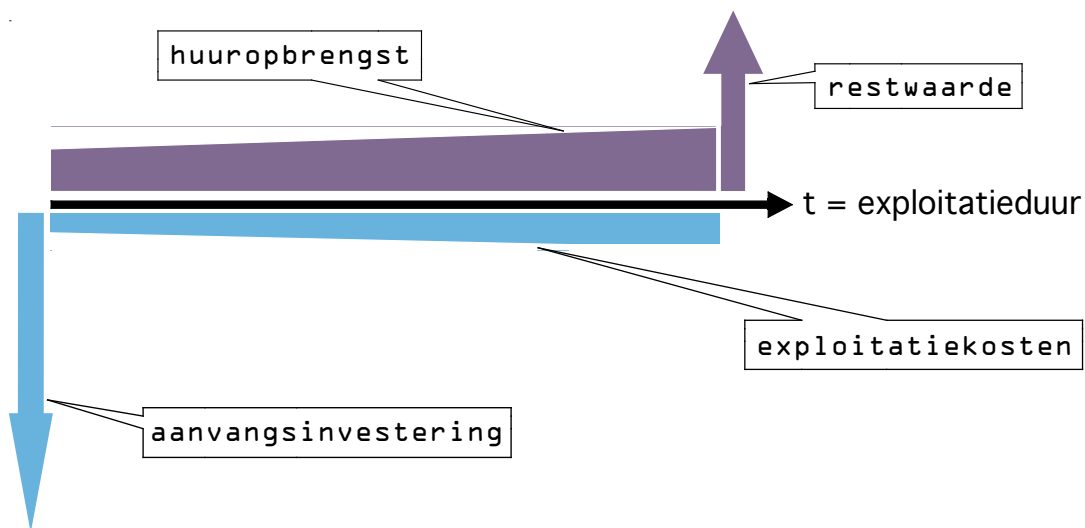 huuropbrengst
restwaarde
t = exploitatieduur
exploitatiekosten
aanvangsinvestering